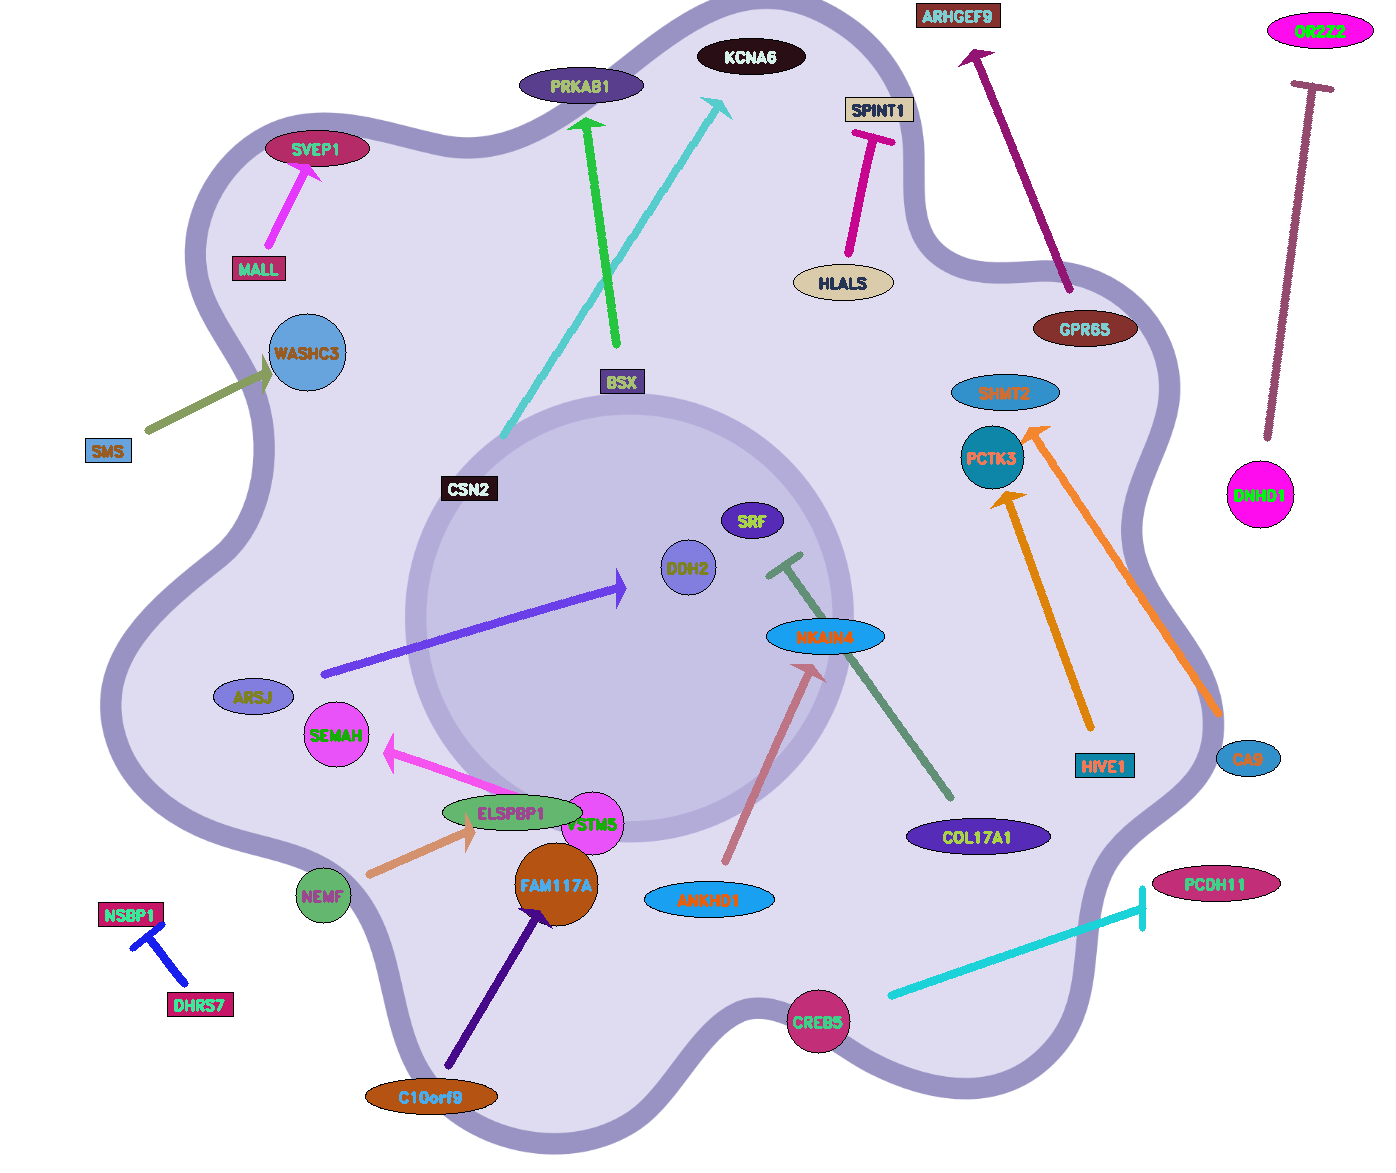 ARHGEF9
OR2Z2
KCNA6
PRKAB1
SPINT1
SVEP1
MALL
HLALS
GPR65
WASHC3
BSX
SHMT2
SMS
PCTK3
CSN2
DNHD1
SRF
DOH2
NKAIN4
ARSJ
SEMAH
CA9
HIVE1
ELSPBP1
VSTM5
COL17A1
FAM117A
PCDH11
NEMF
ANKHD1
NSBP1
DHRS7
CREB5
C10orf9